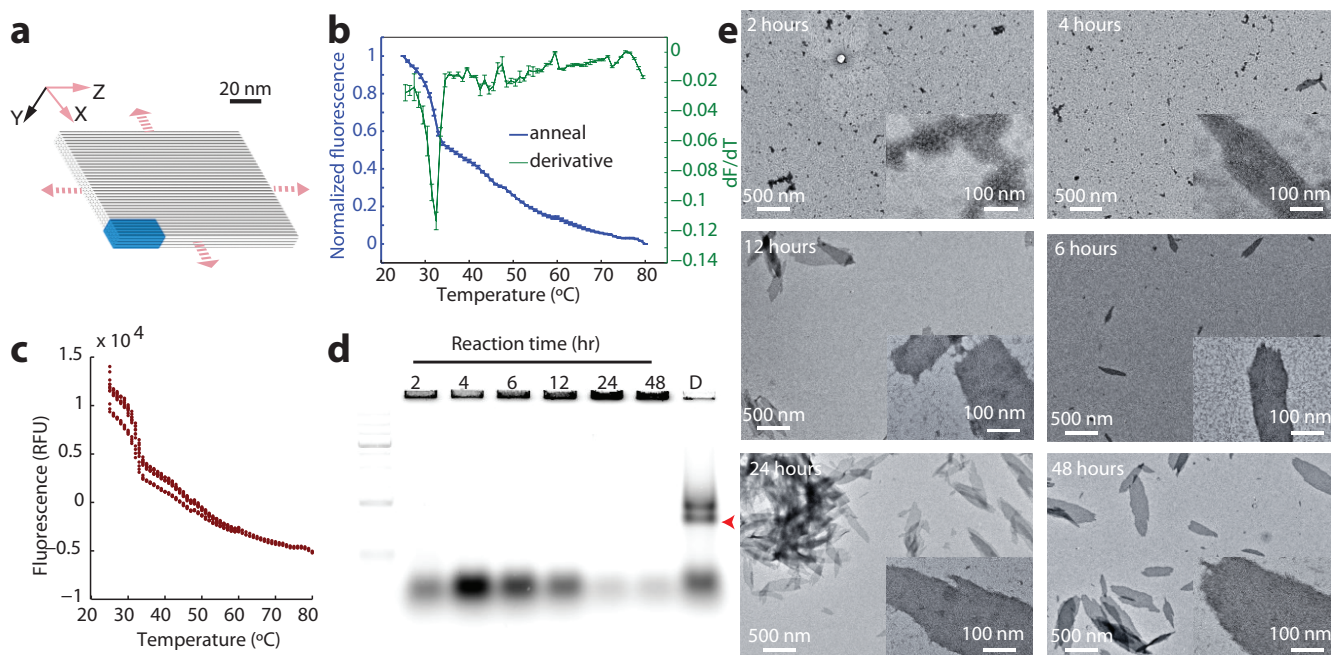 a
Z
X
Y
20 nm
b
Normalized fluorescence
1
0.8
0.6
0.4
0.2
0
20 30 40 50 60 70 80
Temperature (ºC)
anneal
derivative
0
−0.02
−0.04
−0.06
−0.08
−0.1
−0.12
−0.14
dF/dT
c
x 10⁴
1.5
1
0.5
0
−0.5
−1
Fluorescence (RFU)
20 30 40 50 60 70 80
Temperature (ºC)
d
Reaction time (hr)
2 4 6 12 24 48 D
e
2 hours
500 nm
100 nm
4 hours
500 nm
100 nm
12 hours
500 nm
100 nm
6 hours
500 nm
100 nm
24 hours
500 nm
100 nm
48 hours
500 nm
100 nm